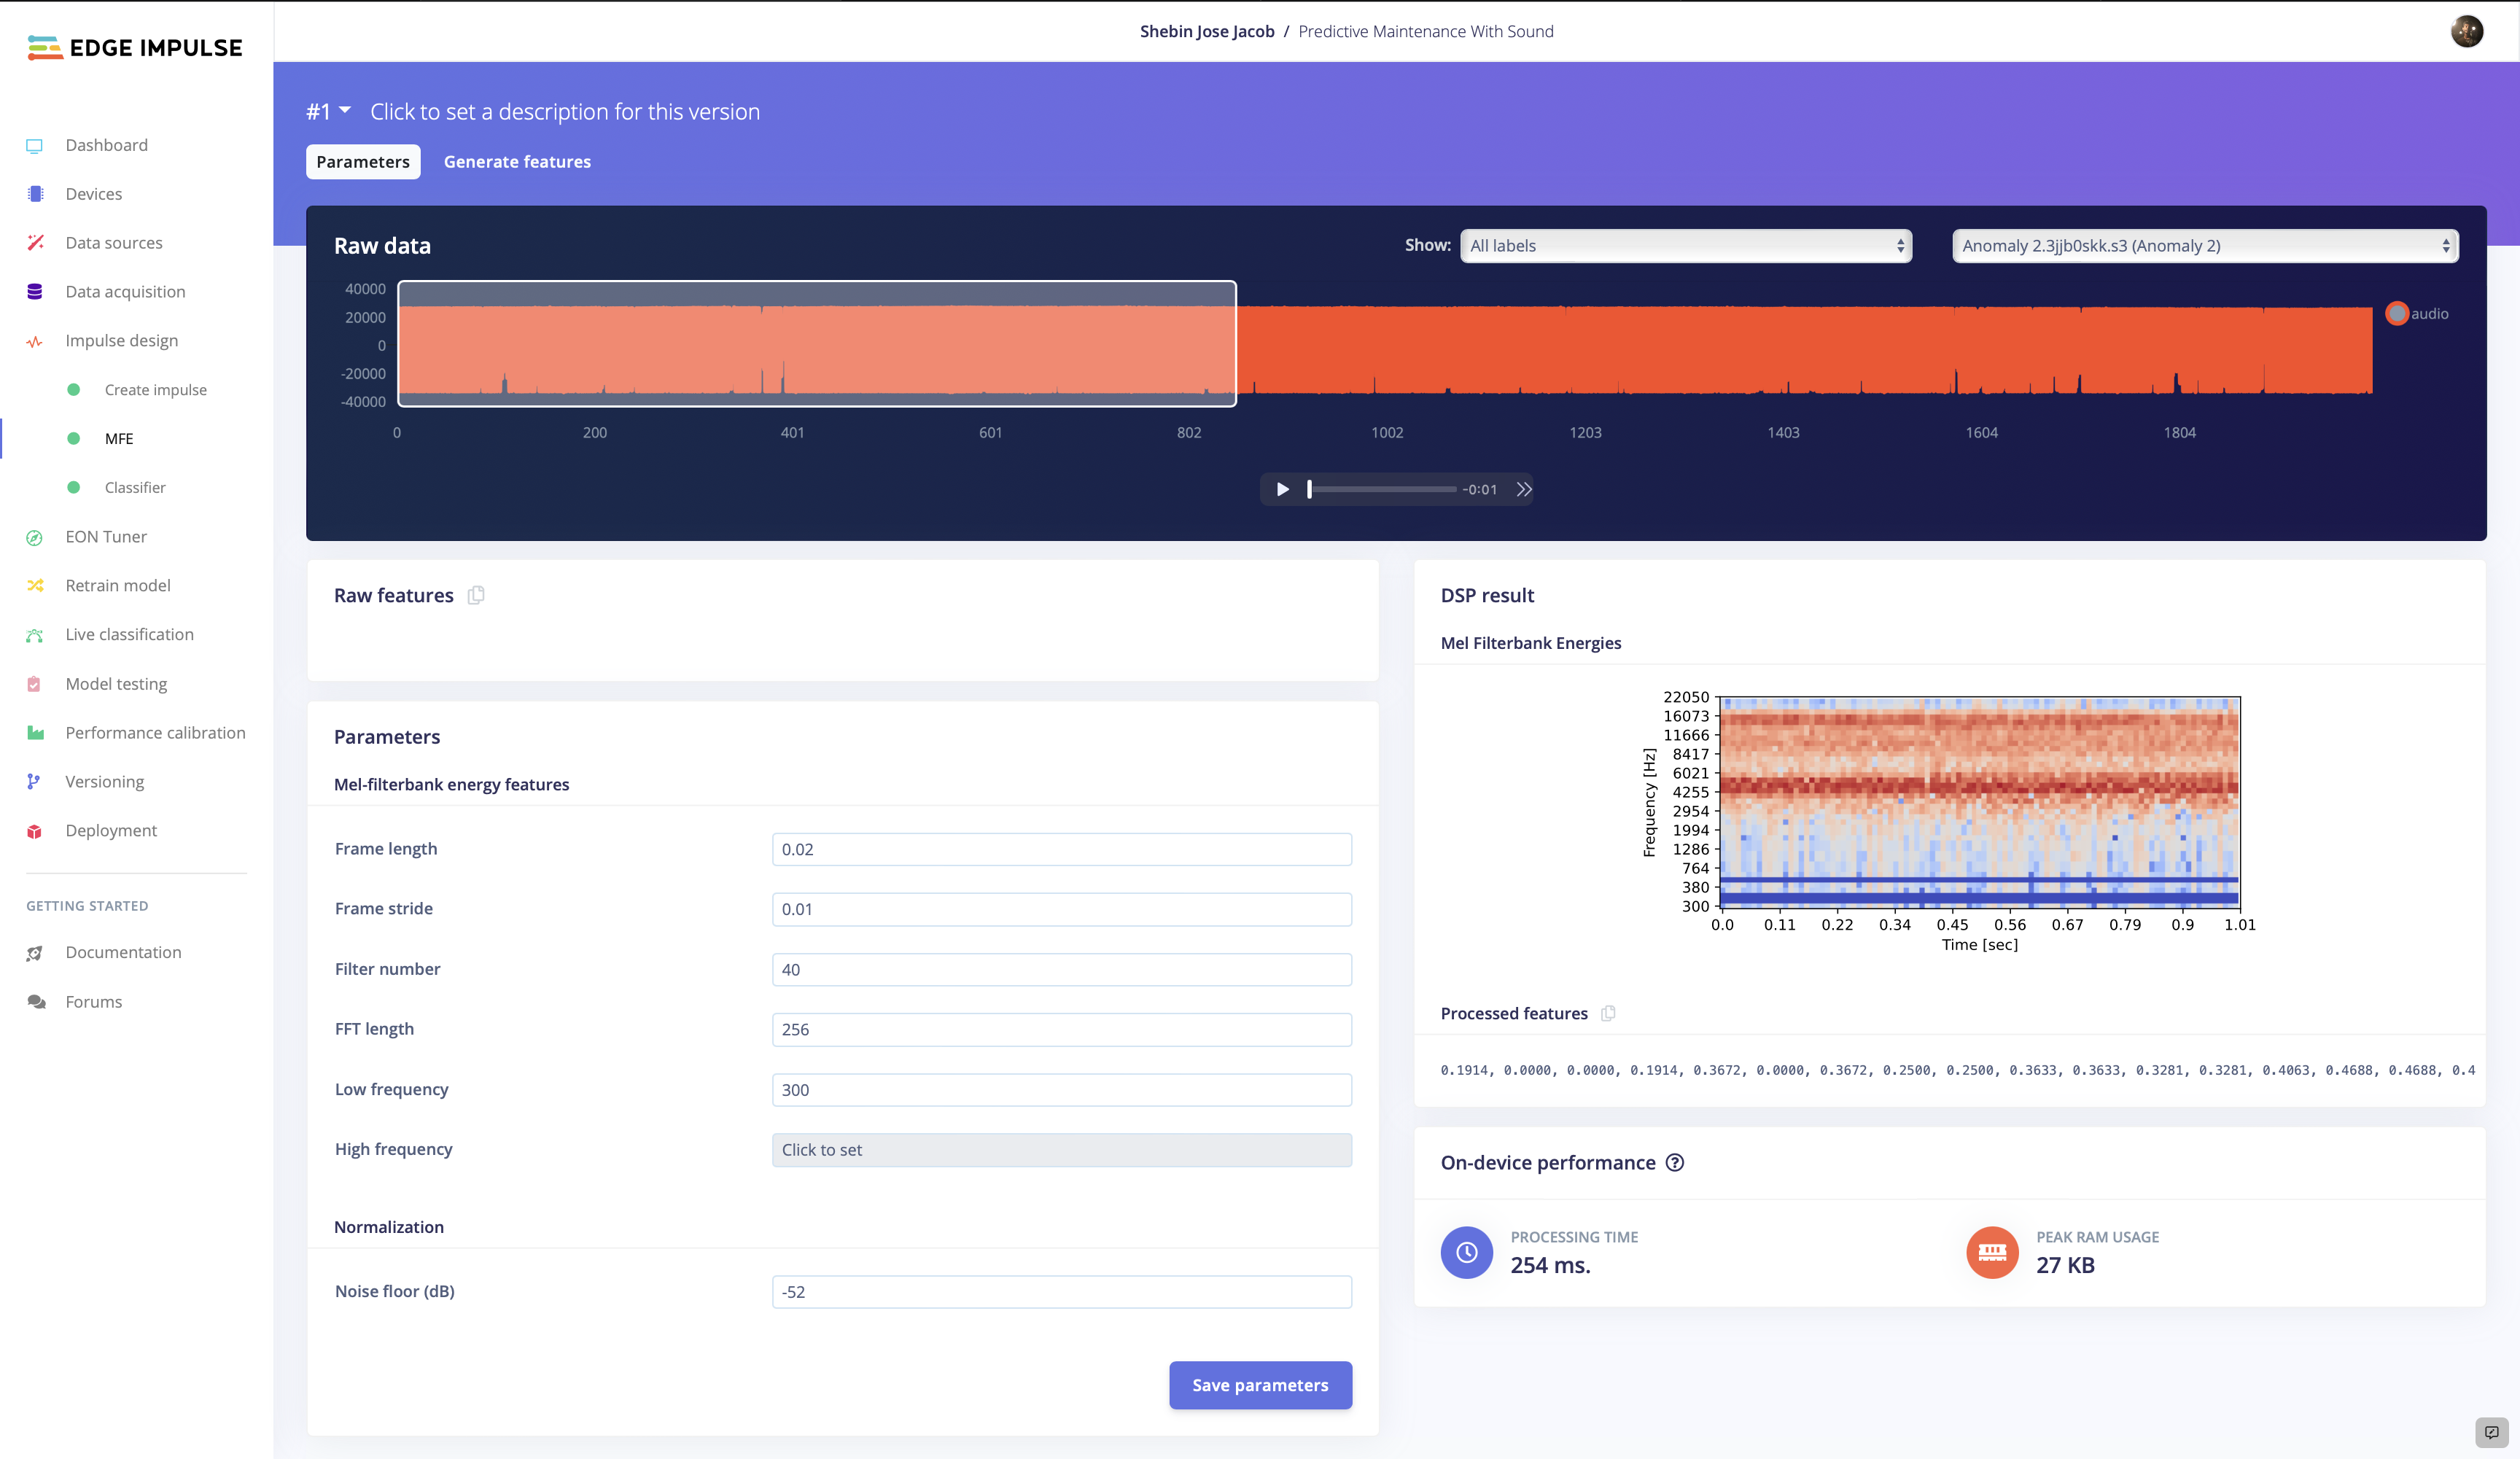 EDGE IMPULSE
Shebin Jose Jacob / Predictive Maintenance With Sound
Dashboard
Devices
Data sources
Data acquisition
Impulse design
Create impulse
MFE
Classifier
EON Tuner
Retrain model
Live classification
Model testing
Performance calibration
Versioning
Deployment
GETTING STARTED
Documentation
Forums
#1 Click to set a description for this version
Parameters Generate features
Raw data
Show: All labels Anomaly 2.3jjb0skk.s3 (Anomaly 2)
40000
20000
0
-20000
-40000
0 200 401 601 802 1002 1203 1403 1604 1804
audio
-0:01
Raw features
Parameters
Mel-filterbank energy features
Frame length 0.02
Frame stride 0.01
Filter number 40
FFT length 256
Low frequency 300
High frequency Click to set
Normalization
Noise floor (dB) -52
Save parameters
DSP result
Mel Filterbank Energies
Frequency [Hz]
22050
16073
11666
8417
6021
4255
2954
1994
1286
764
380
300
0.0 0.11 0.22 0.34 0.45 0.56 0.67 0.79 0.9 1.01
Time [sec]
Processed features
0.1914, 0.0000, 0.0000, 0.1914, 0.3672, 0.0000, 0.3672, 0.2500, 0.2500, 0.3633, 0.3633, 0.3281, 0.3281, 0.4063, 0.4688, 0.4688, 0.4
On-device performance
PROCESSING TIME
254 ms.
PEAK RAM USAGE
27 KB